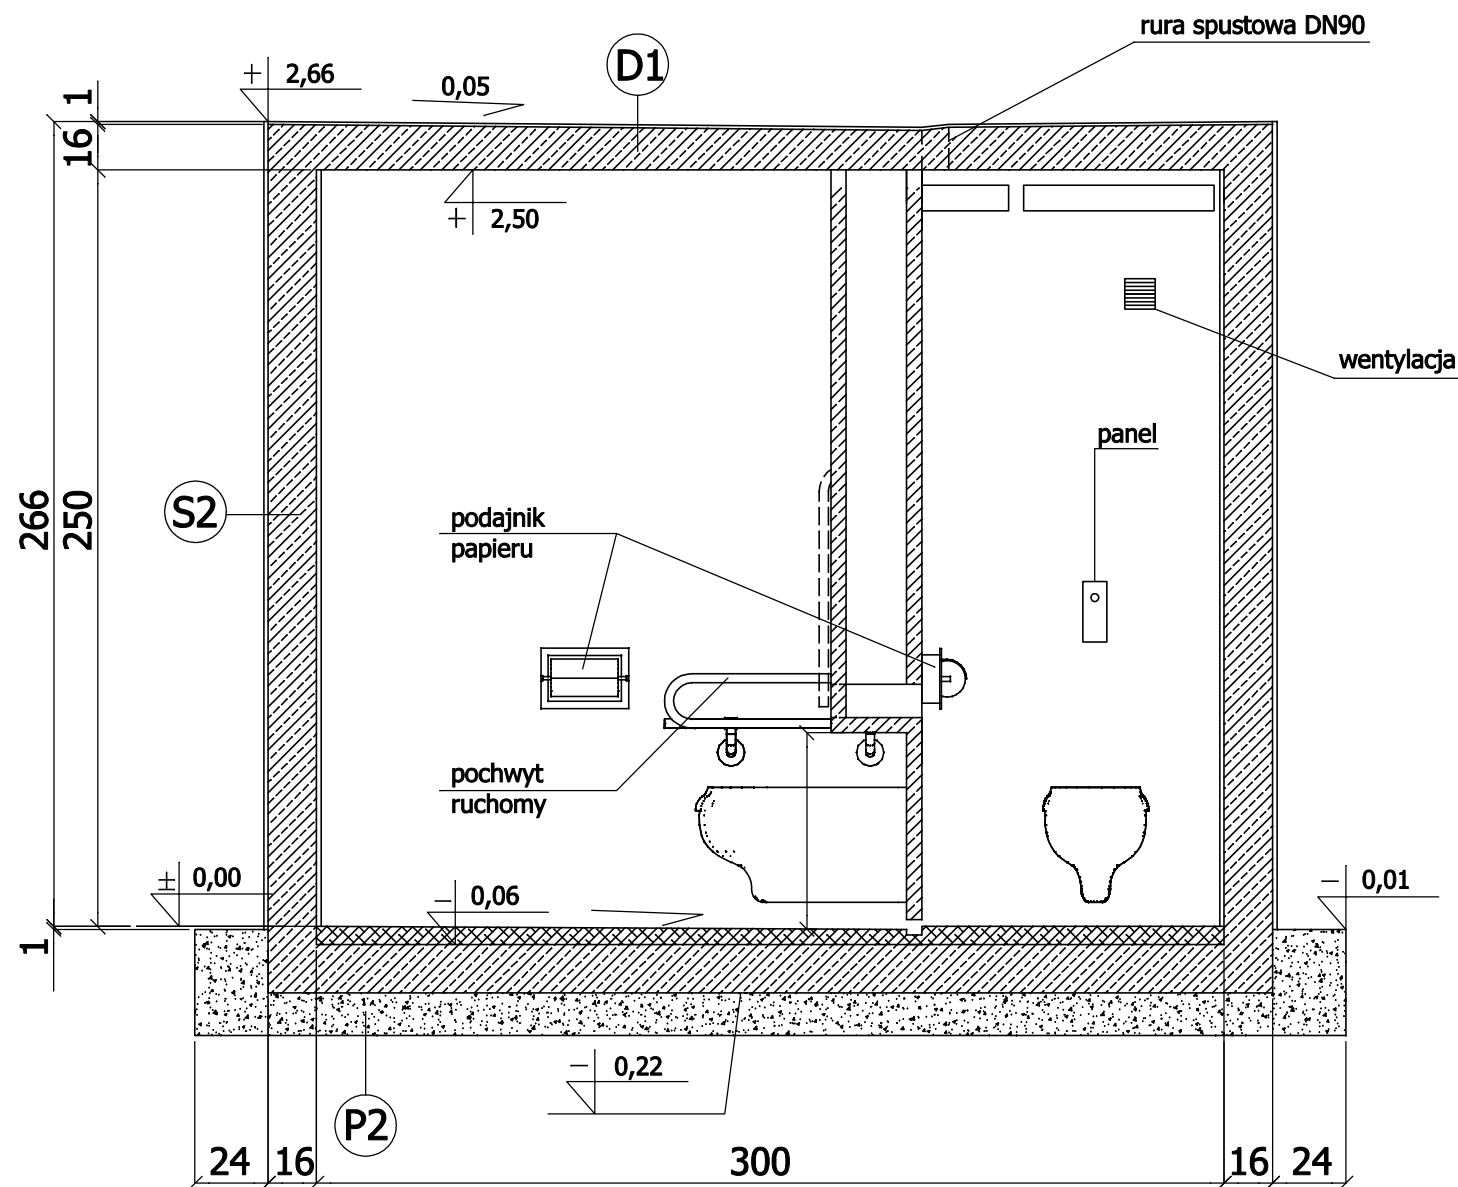 rura spustowa DN90
D1
+ 2,66
0,05
1
16
+ 2,50
wentylacja
panel
S2
266
250
podajnik
papieru
pochwyt
ruchomy
± 0,00
- 0,06
- 0,01
1
- 0,22
P2
24
16
300
16
24